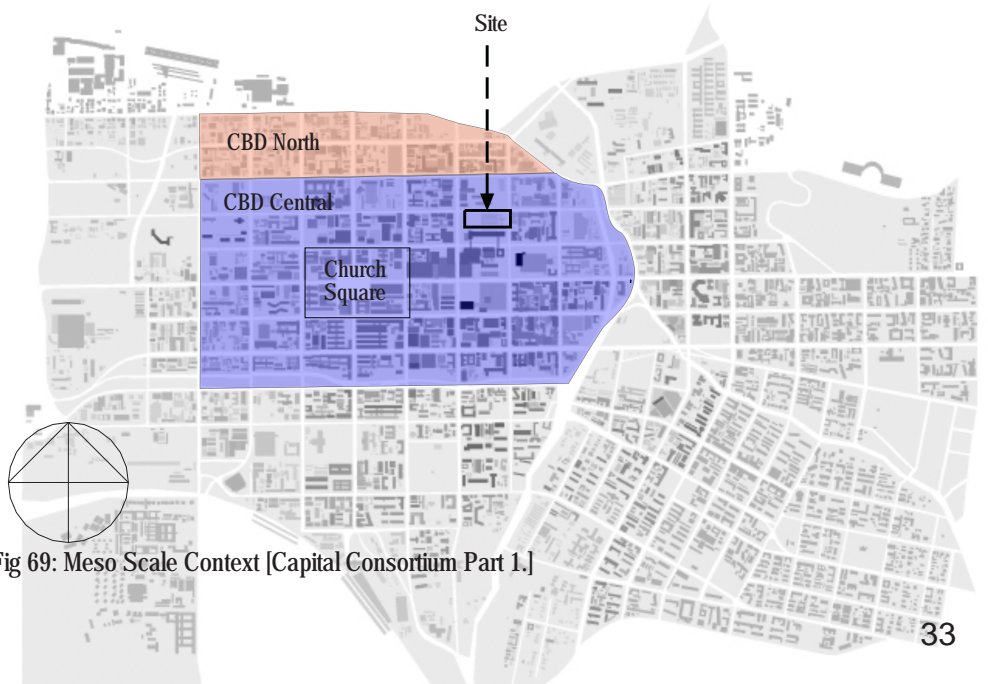 Site
CBD North
CBD Central
Church
Square
Fig 69: Meso Scale Context [Capital Consortium Part 1.]
33